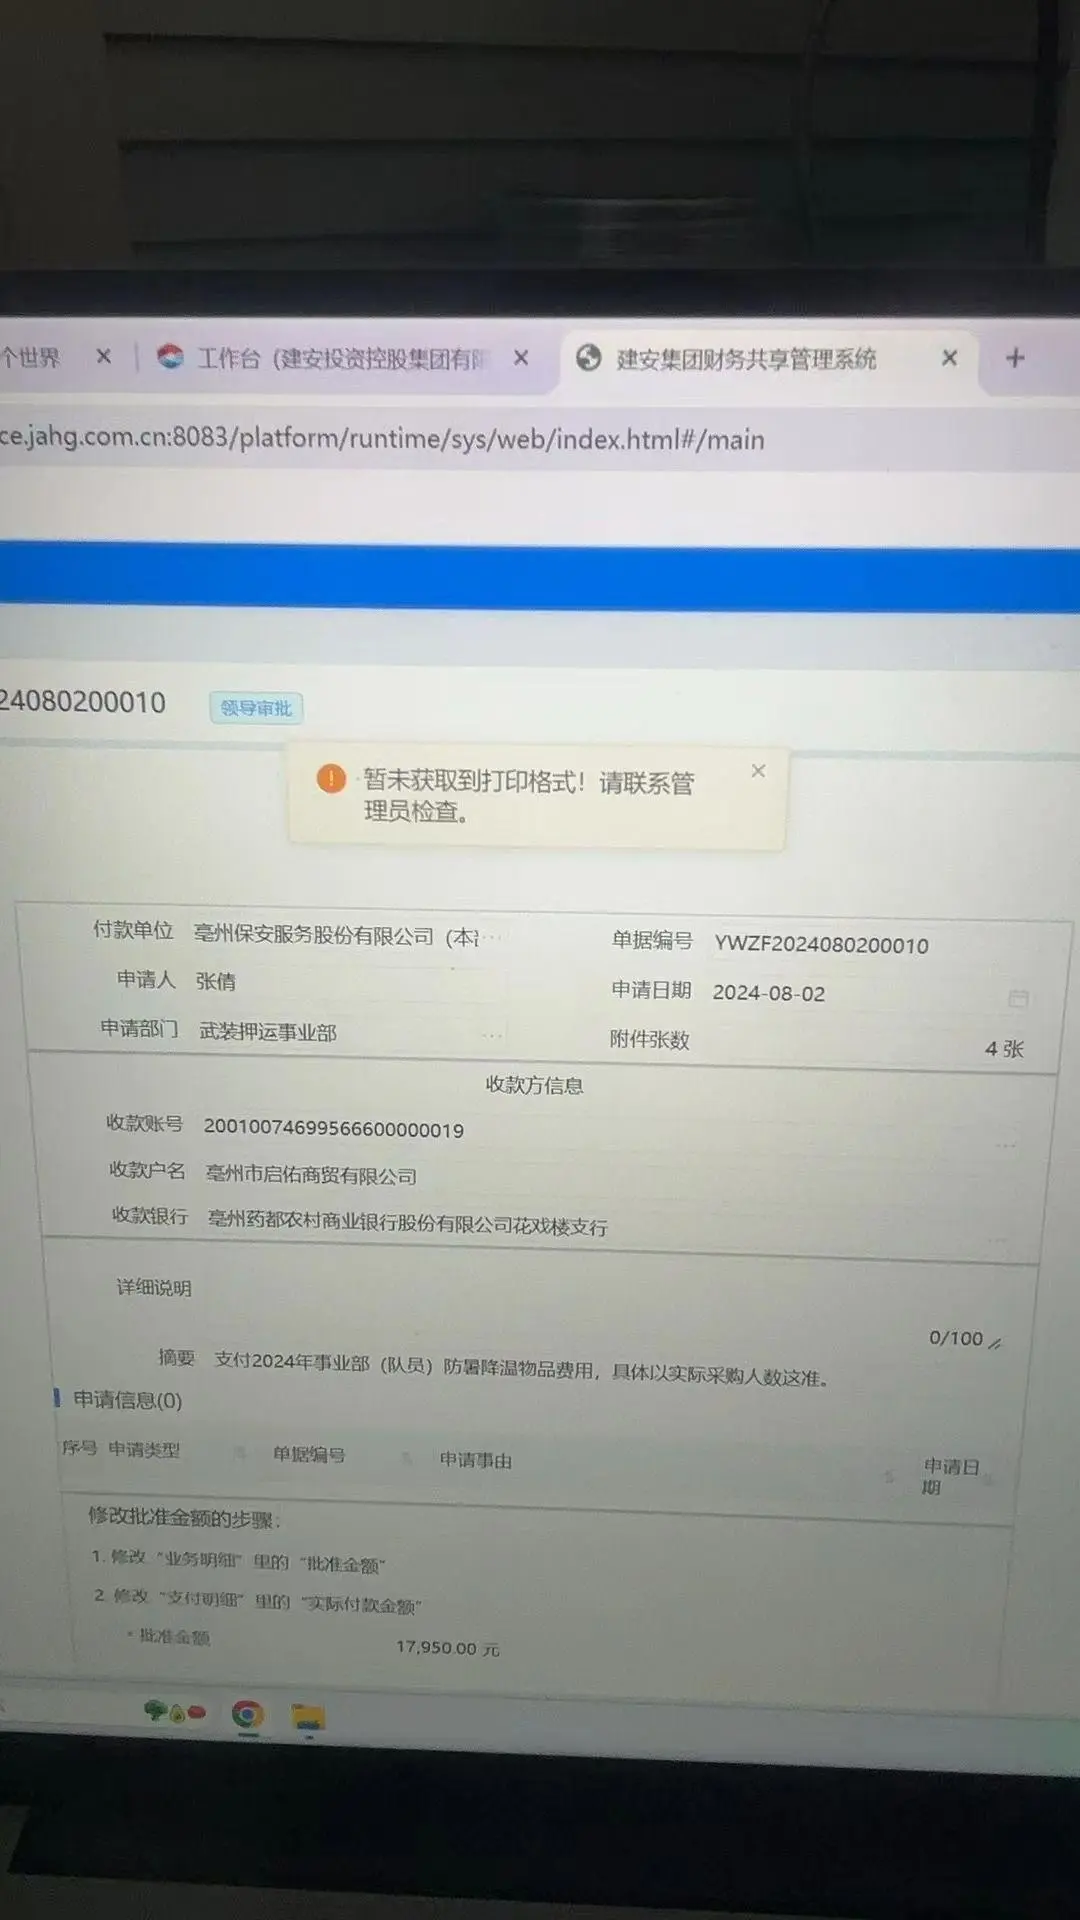 个世界
工作台（建安投资控股集团有限
建安集团财务共享管理系统
ce.jahg.com.cn:8083/platform/runtime/sys/web/index.html#/main
24080200010 领导审批
暂未获取到打印格式！请联系管
理员检查。
付款单位 亳州保安服务股份有限公司（本 ··· 单据编号 YWZF2024080200010
申请人 张倩 申请日期 2024-08-02
申请部门 武装押运事业部 ··· 附件张数 4 张
收款方信息
收款账号 20010074699566600000019 ···
收款户名 亳州市启佑商贸有限公司
收款银行 亳州药都农村商业银行股份有限公司花戏楼支行 ···
详细说明
0/100
摘要 支付2024年事业部（队员）防暑降温物品费用，具体以实际采购人数这准。
申请信息(0)
序号 申请类型 单据编号 申请事由 申请日
期
修改批准金额的步骤：
1. 修改 “业务明细” 里的 “批准金额”
2. 修改 “支付明细” 里的 “实际付款金额”
* 批准金额 17,950.00 元